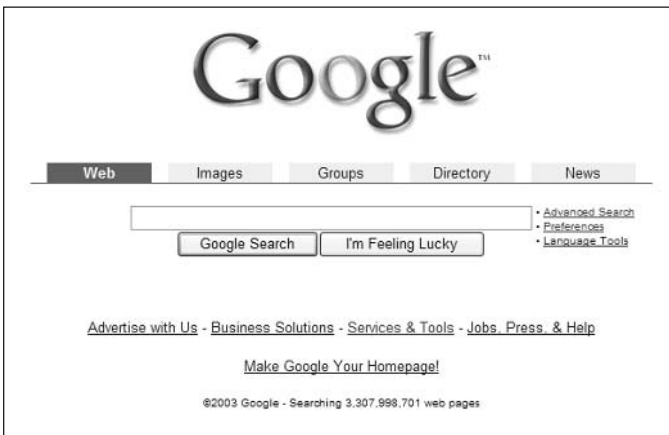 Google™
Web Images Groups Directory News
• Advanced Search
• Preferences
• Language Tools
Google Search I'm Feeling Lucky
Advertise with Us - Business Solutions - Services & Tools - Jobs, Press, & Help
Make Google Your Homepage!
©2003 Google - Searching 3,307,998,701 web pages